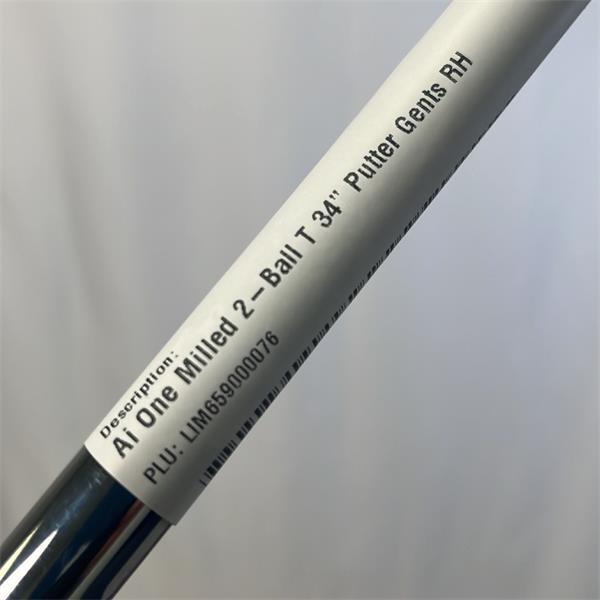 Description:
Ai One Milled 2-Ball T 34" Putter Gents RH
PLU: LIM659000076